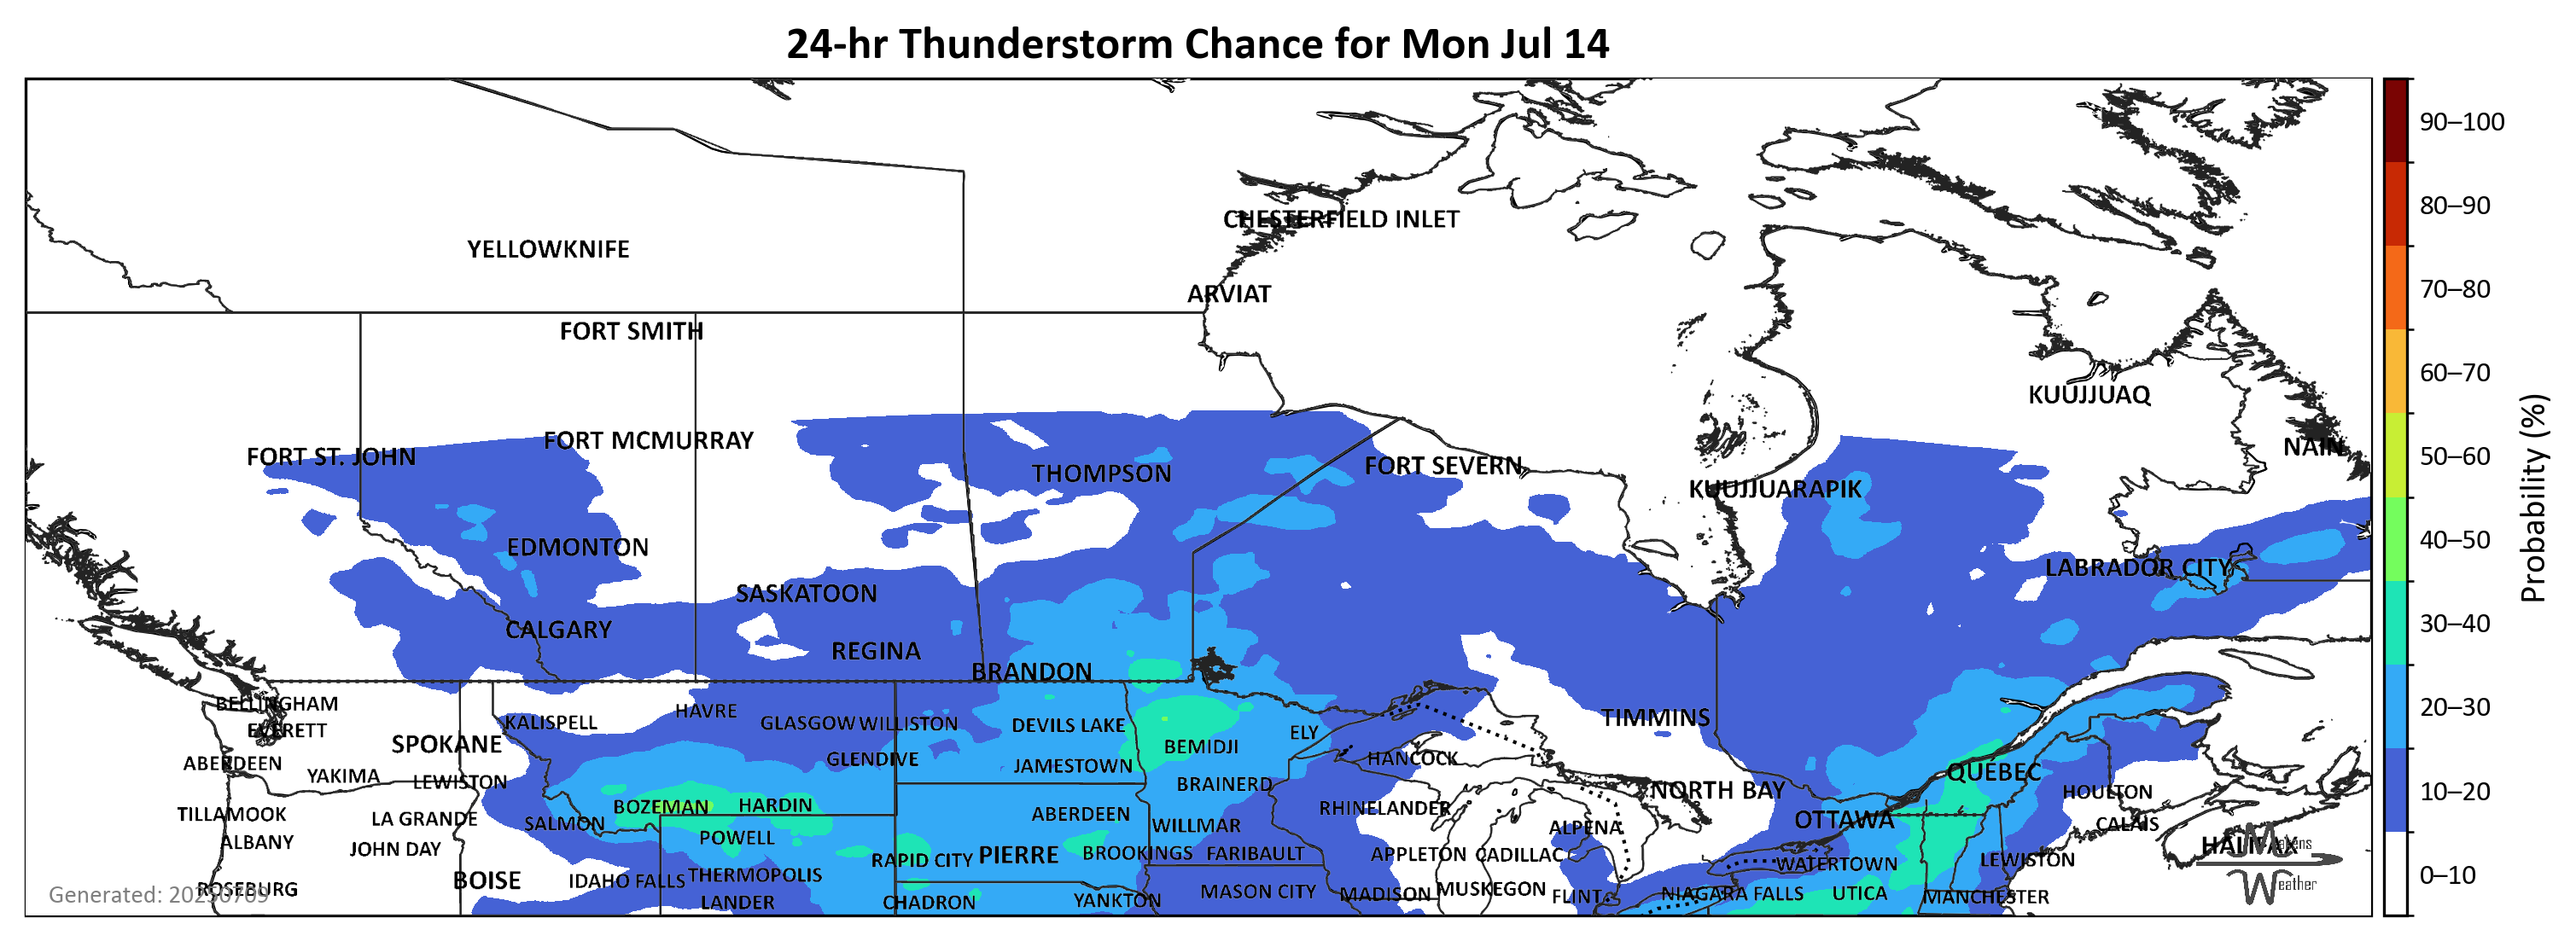 24-hr Thunderstorm Chance for Mon Jul 14
90–100
CHESTERFIELD INLET
80–90
YELLOWKNIFE
ARVIAT
70–80
FORT SMITH
60–70
KUUJJUAQ
FORT MCMURRAY
NAIN
FORT ST. JOHN
50–60
FORT SEVERN
THOMPSON
KUUJJUARAPIK
Probability (%)
40–50
EDMONTON
LABRADOR CITY
SASKATOON
30–40
CALGARY
REGINA
BRANDON
BELLINGHAM
20–30
HAVRE
TIMMINS
KALISPELL
GLASGOW
WILLISTON
DEVILS LAKE
EVERETT
ELY
SPOKANE
BEMIDJI
HANCOCK
GLENDIVE
ABERDEEN
JAMESTOWN
QUÉBEC
YAKIMA
LEWISTON
BRAINERD
NORTH BAY
HOULTON
10–20
BOZEMAN
HARDIN
RHINELANDER
TILLAMOOK
ABERDEEN
LA GRANDE
OTTAWA
SALMON
WILLMAR
ALPENA
CALAIS
POWELL
ALBANY
HALIFAX
Makens
Weather
JOHN DAY
BROOKINGS
FARIBAULT
APPLETON
CADILLAC
PIERRE
RAPID CITY
LEWISTON
WATERTOWN
THERMOPOLIS
0–10
BOISE
IDAHO FALLS
ROSEBURG
MUSKEGON
MASON CITY
UTICA
NIAGARA FALLS
MADISON
Generated: 20250709
FLINT
MANCHESTER
YANKTON
LANDER
CHADRON